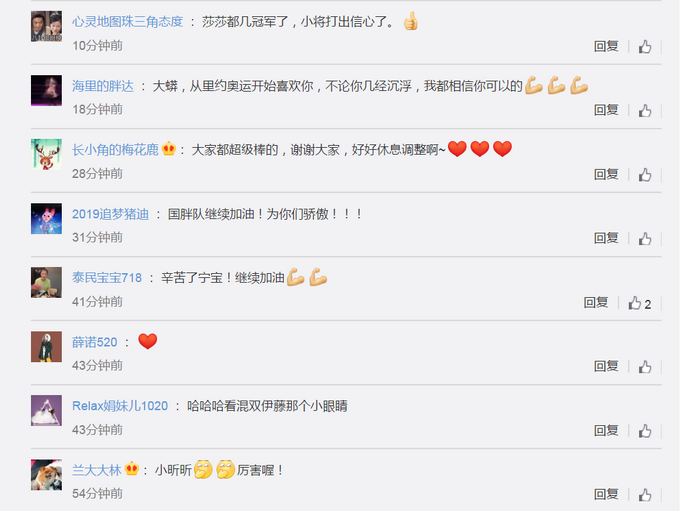 心灵地图珠三角态度：莎莎都几冠军了，小将打出信心了。
10分钟前 回复
海里的胖达：大蟒，从里约奥运开始喜欢你，不论你几经沉浮，我都相信你可以的
18分钟前 回复
长小角的梅花鹿：大家都超级棒的，谢谢大家，好好休息调整啊~
28分钟前 回复
2019追梦猪迪：国胖队继续加油！为你们骄傲！！！
31分钟前 回复
泰民宝宝718：辛苦了宁宝！继续加油
41分钟前 回复 2
薛诺520：
43分钟前 回复
Relax娟妹儿1020：哈哈哈看混双伊藤那个小眼睛
43分钟前 回复
兰大大林：小昕昕厉害喔！
54分钟前 回复